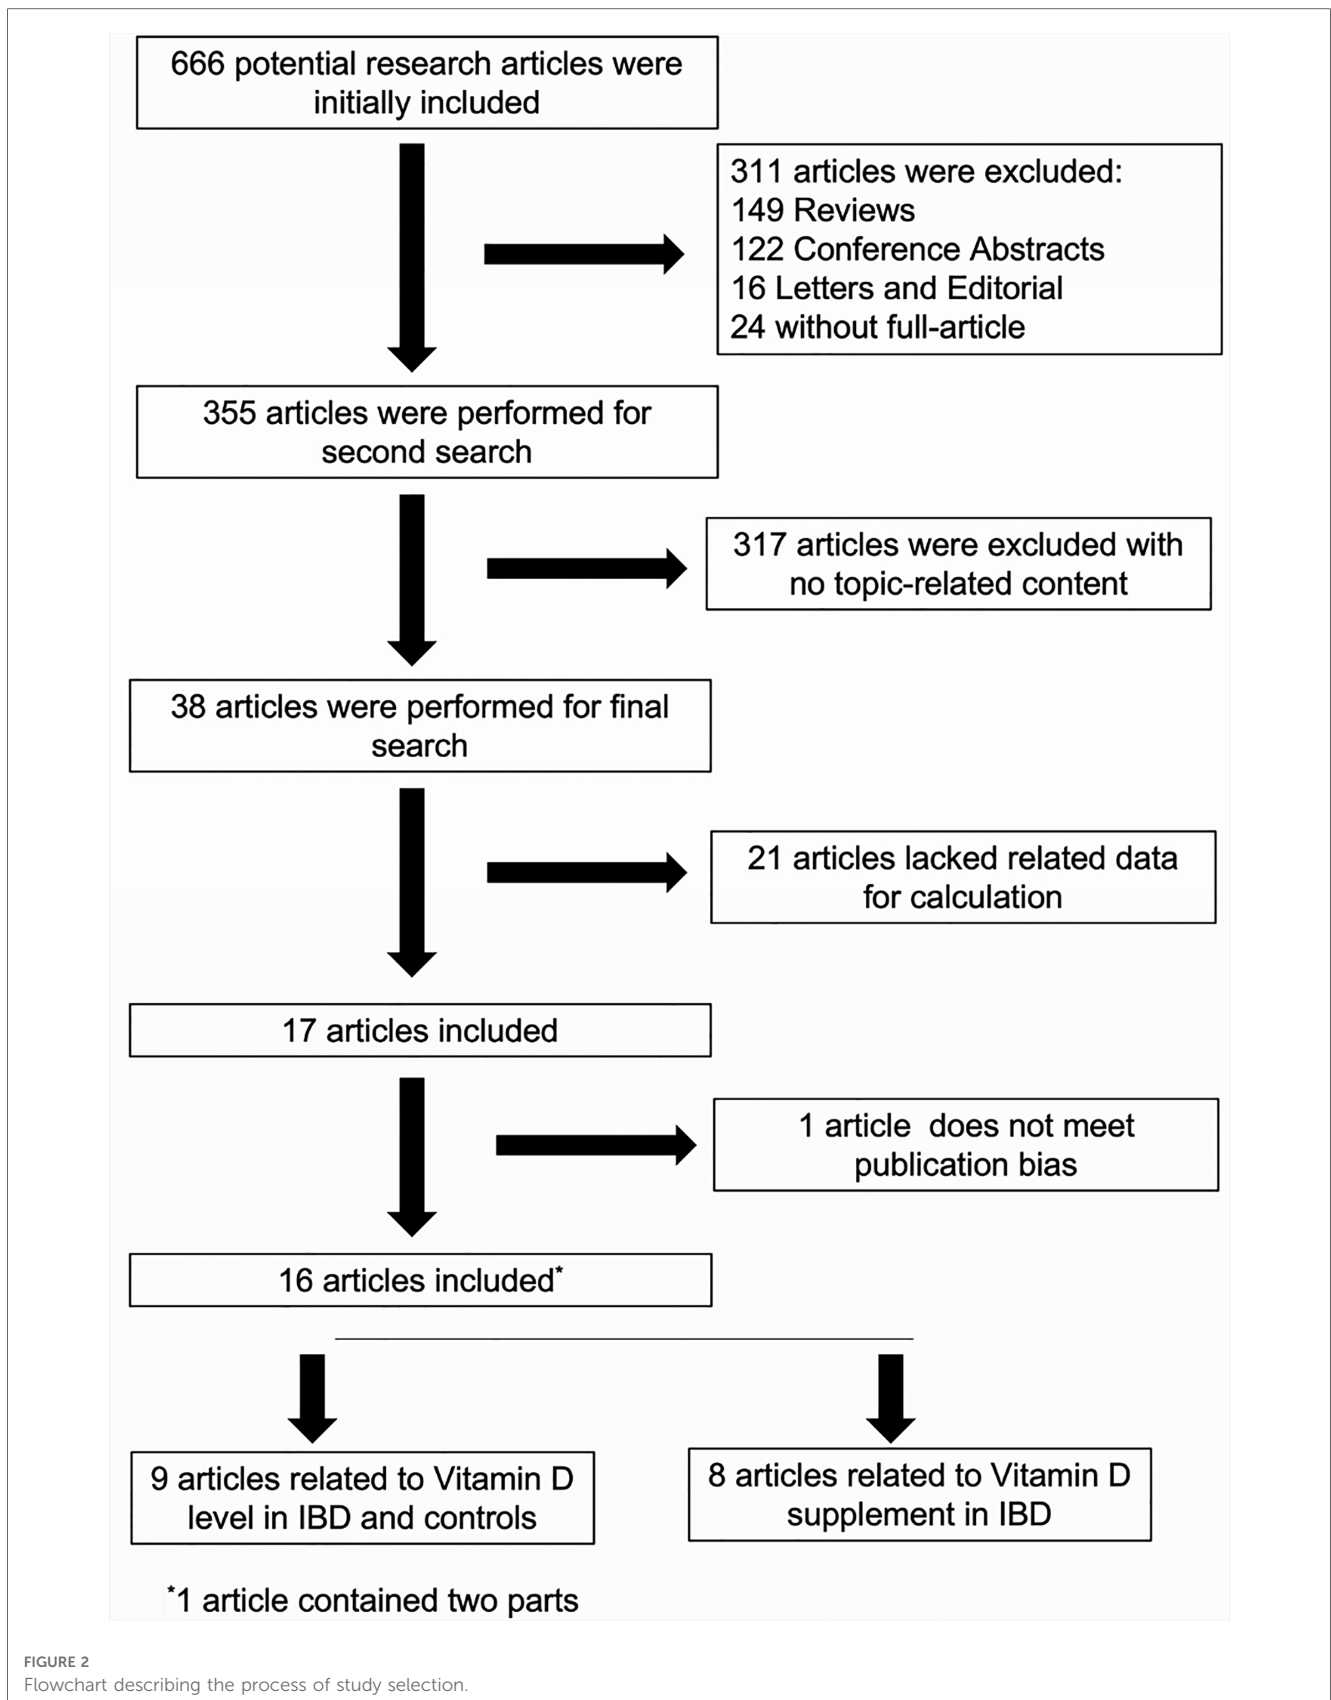 666 potential research articles were
initially included
311 articles were excluded:
149 Reviews
122 Conference Abstracts
16 Letters and Editorial
24 without full-article
355 articles were performed for
second search
317 articles were excluded with
no topic-related content
38 articles were performed for final
search
21 articles lacked related data
for calculation
17 articles included
1 article does not meet
publication bias
16 articles included*
9 articles related to Vitamin D
level in IBD and controls
8 articles related to Vitamin D
supplement in IBD
*1 article contained two parts
FIGURE 2
Flowchart describing the process of study selection.